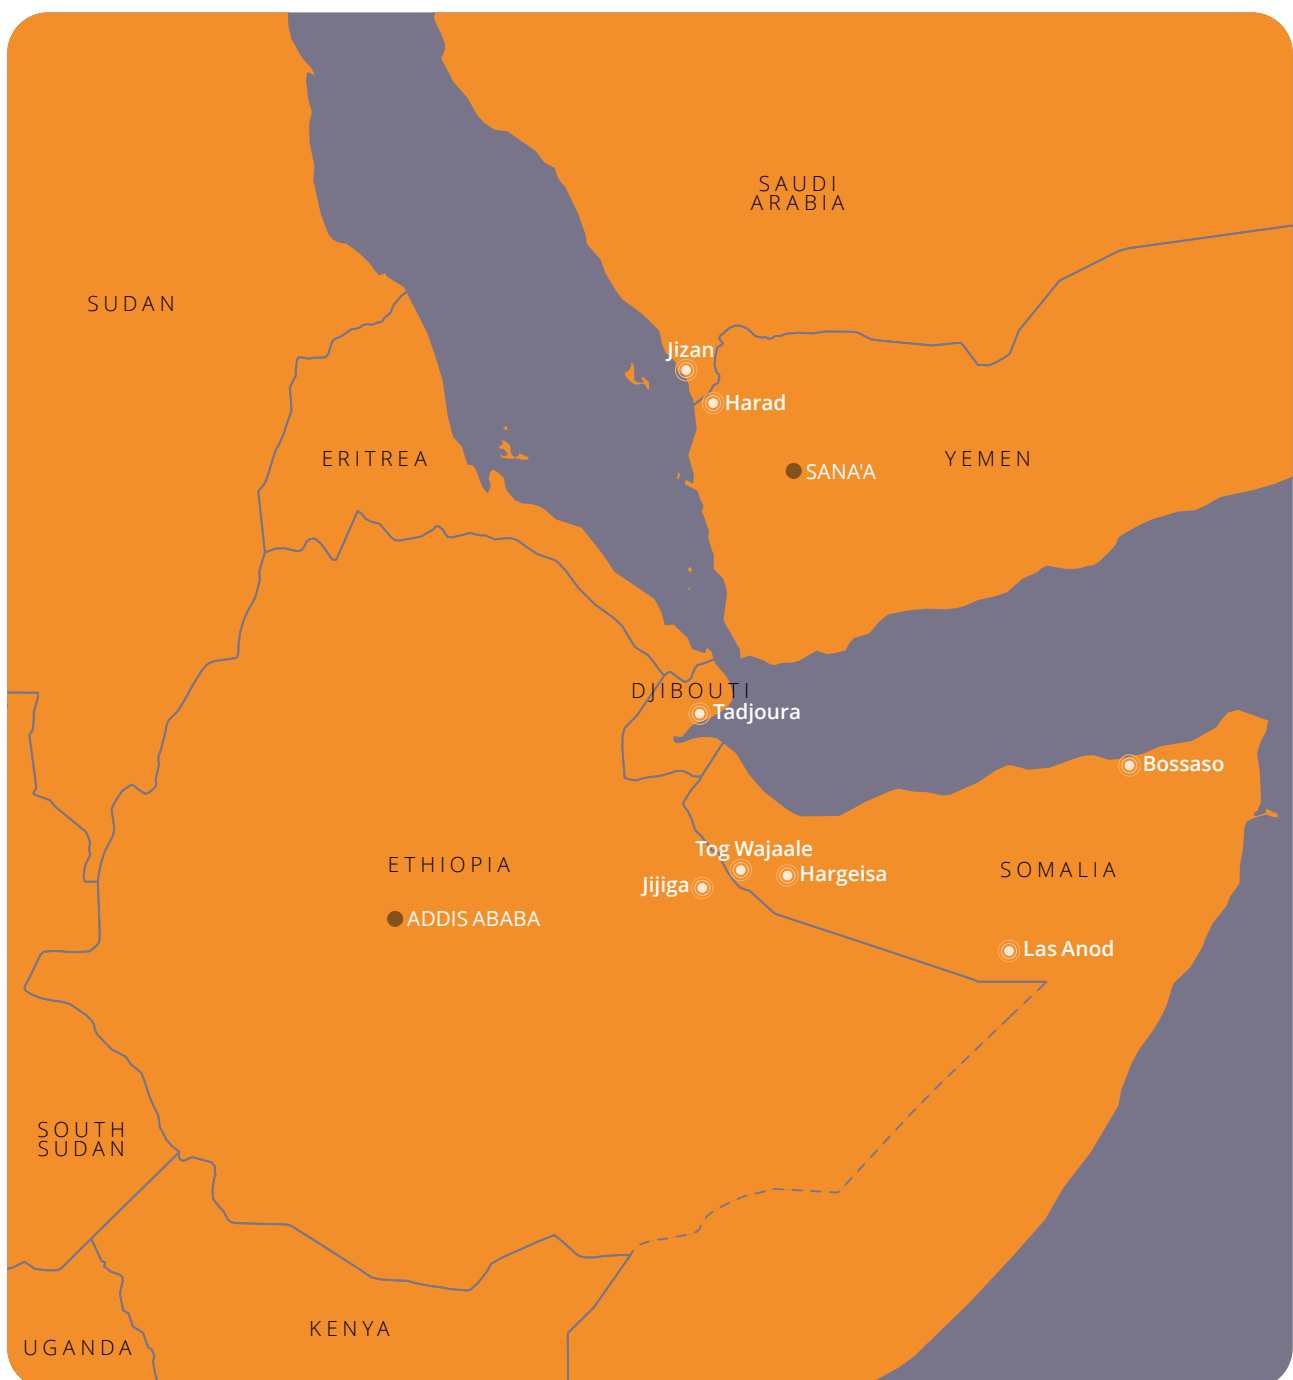 SAUDI
ARABIA
SUDAN
Jizan
Harad
ERITREA
YEMEN
SANA'A
DJIBOUTI
Tadjoura
Bossaso
Tog Wajaale
ETHIOPIA
SOMALIA
Hargeisa
Jijiga
ADDIS ABABA
Las Anod
SOUTH
SUDAN
KENYA
UGANDA